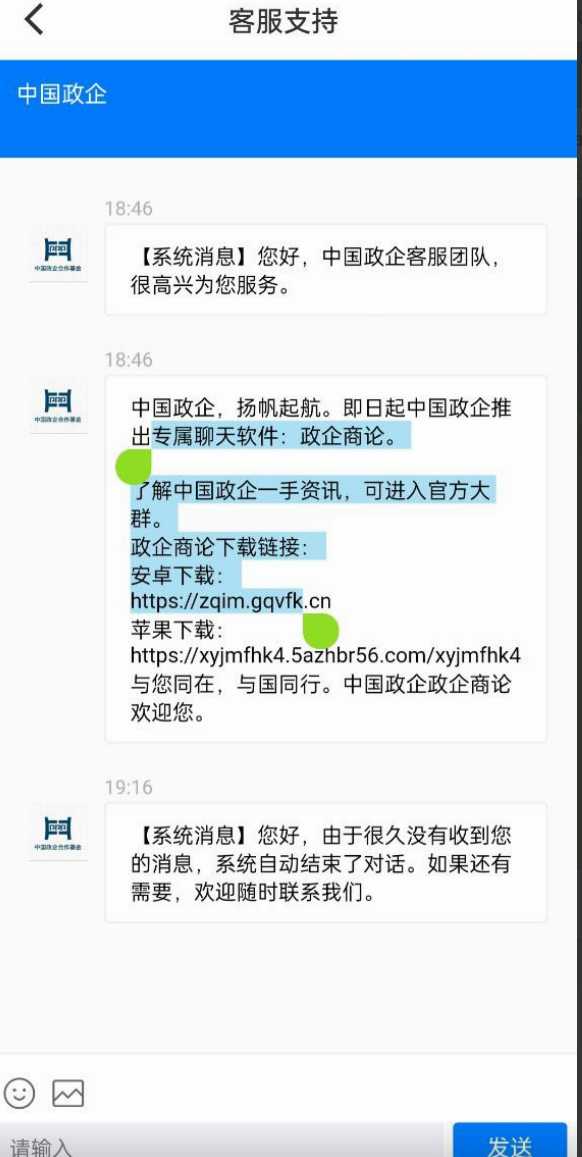 客服支持
中国政企
18:46
【系统消息】您好，中国政企客服团队，
很高兴为您服务。
PPP
中国政企合作基金
18:46
中国政企，扬帆起航。即日起中国政企推
出专属聊天软件：政企商论。
了解中国政企一手资讯，可进入官方大
群。
政企商论下载链接：
安卓下载：
https://zqim.gqvfk.cn
苹果下载：
https://xyjmfhk4.5azhbr56.com/xyjmfhk4
与您同在，与国同行。中国政企政企商论
欢迎您。
PPP
中国政企合作基金
19:16
【系统消息】您好，由于很久没有收到您
的消息，系统自动结束了对话。如果还有
需要，欢迎随时联系我们。
PPP
中国政企合作基金
请输入
发送